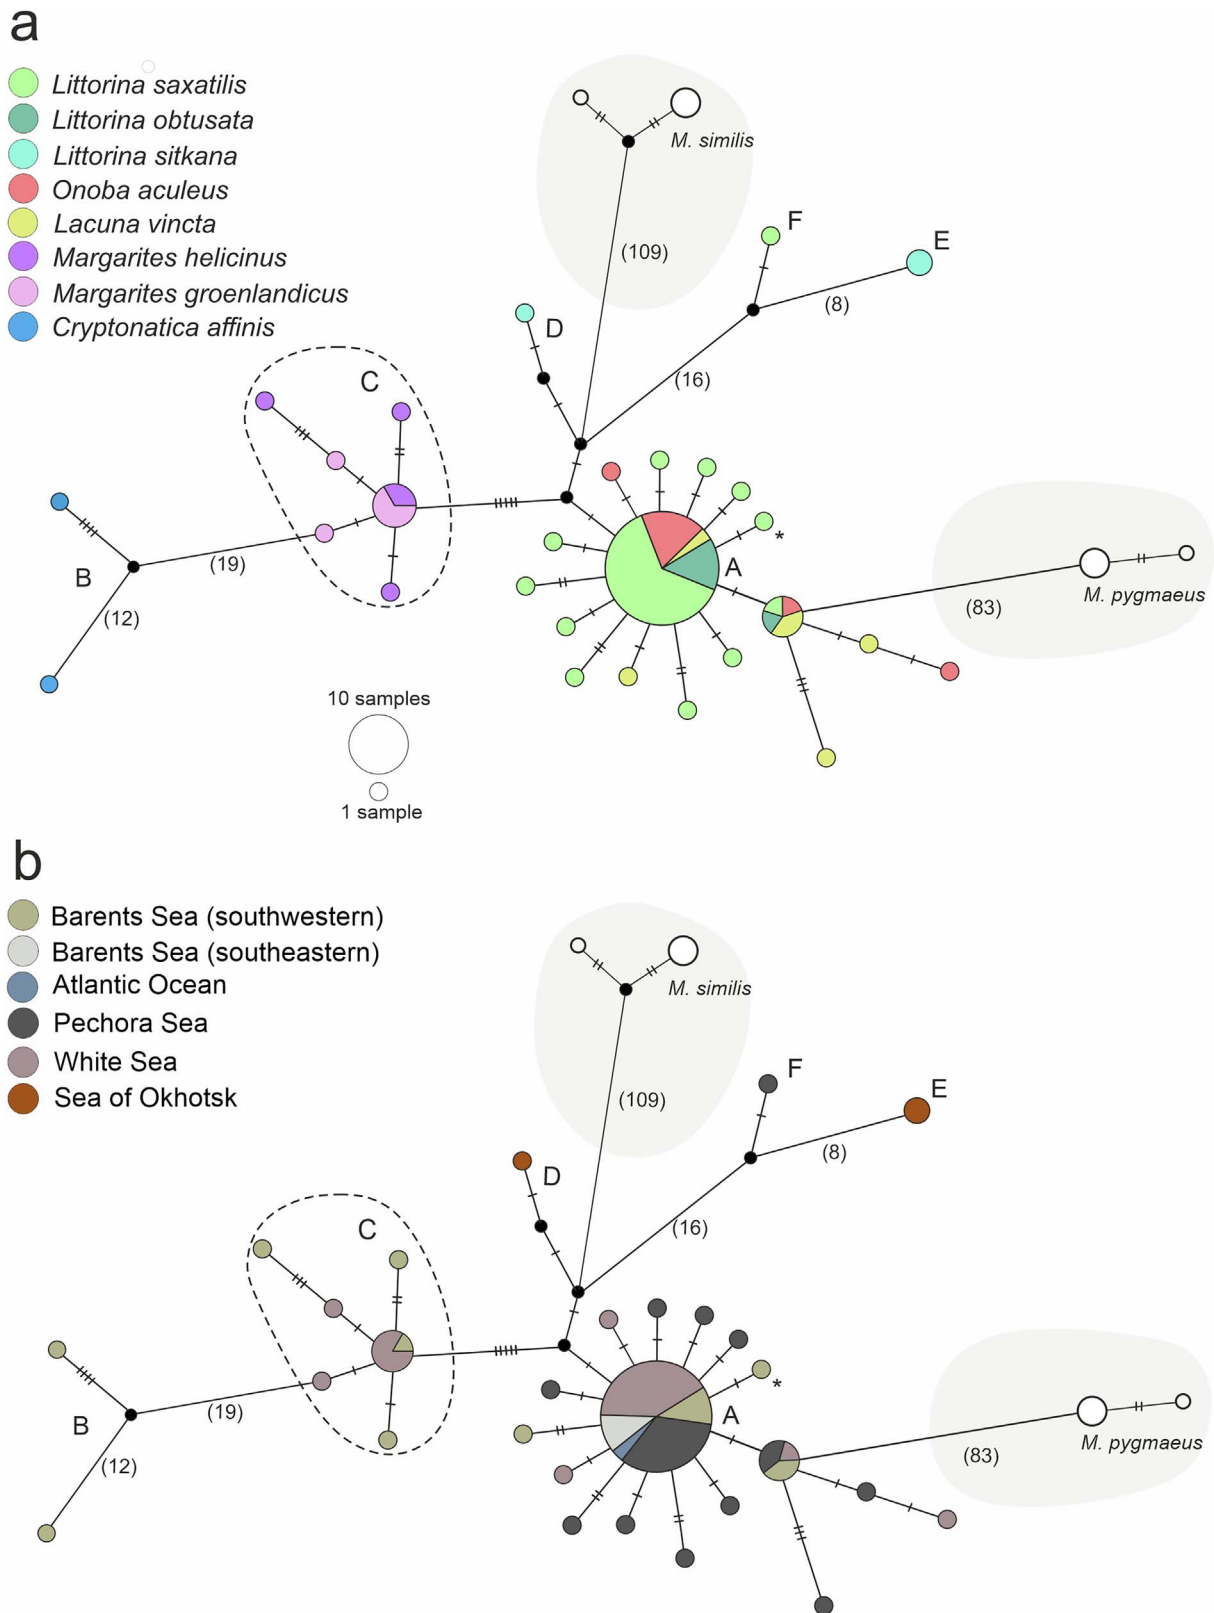 a
Littorina saxatilis
Littorina obtusata
Littorina sitkana
Onoba aculeus
Lacuna vincta
Margarites helicinus
Margarites groenlandicus
Cryptonatica affinis
M. similis
(109)
F
E
(8)
D
(16)
C
B
(19)
(12)
A
*
(83)
M. pygmaeus
10 samples
1 sample
b
Barents Sea (southwestern)
Barents Sea (southeastern)
Atlantic Ocean
Pechora Sea
White Sea
Sea of Okhotsk
M. similis
(109)
F
E
(8)
D
(16)
C
B
(19)
(12)
A
*
(83)
M. pygmaeus